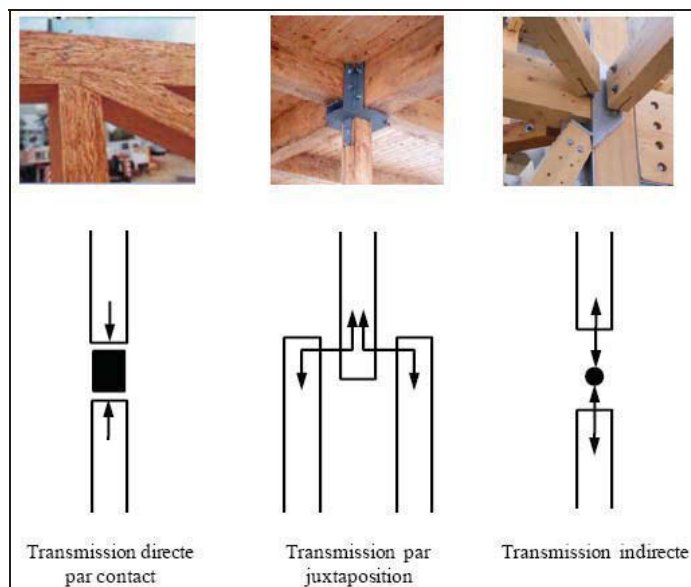 Transmission directe
par contact
Transmission par
juxtaposition
Transmission indirecte